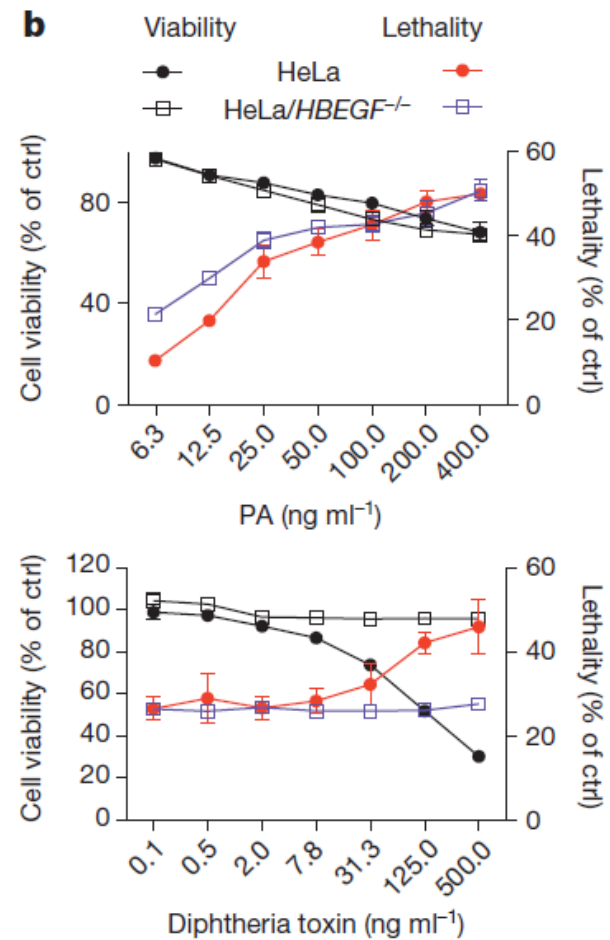 b
Viability Lethality
HeLa
HeLa/HBEGF–/–
Cell viability (% of ctrl)
80
40
0
60
40
20
0
Lethality (% of ctrl)
6.3 12.5 25.0 50.0 100.0 200.0 400.0
PA (ng ml–1)
Cell viability (% of ctrl)
120
100
80
60
40
20
0
60
40
20
0
Lethality (% of ctrl)
0.1 0.5 2.0 7.8 31.3 125.0 500.0
Diphtheria toxin (ng ml–1)